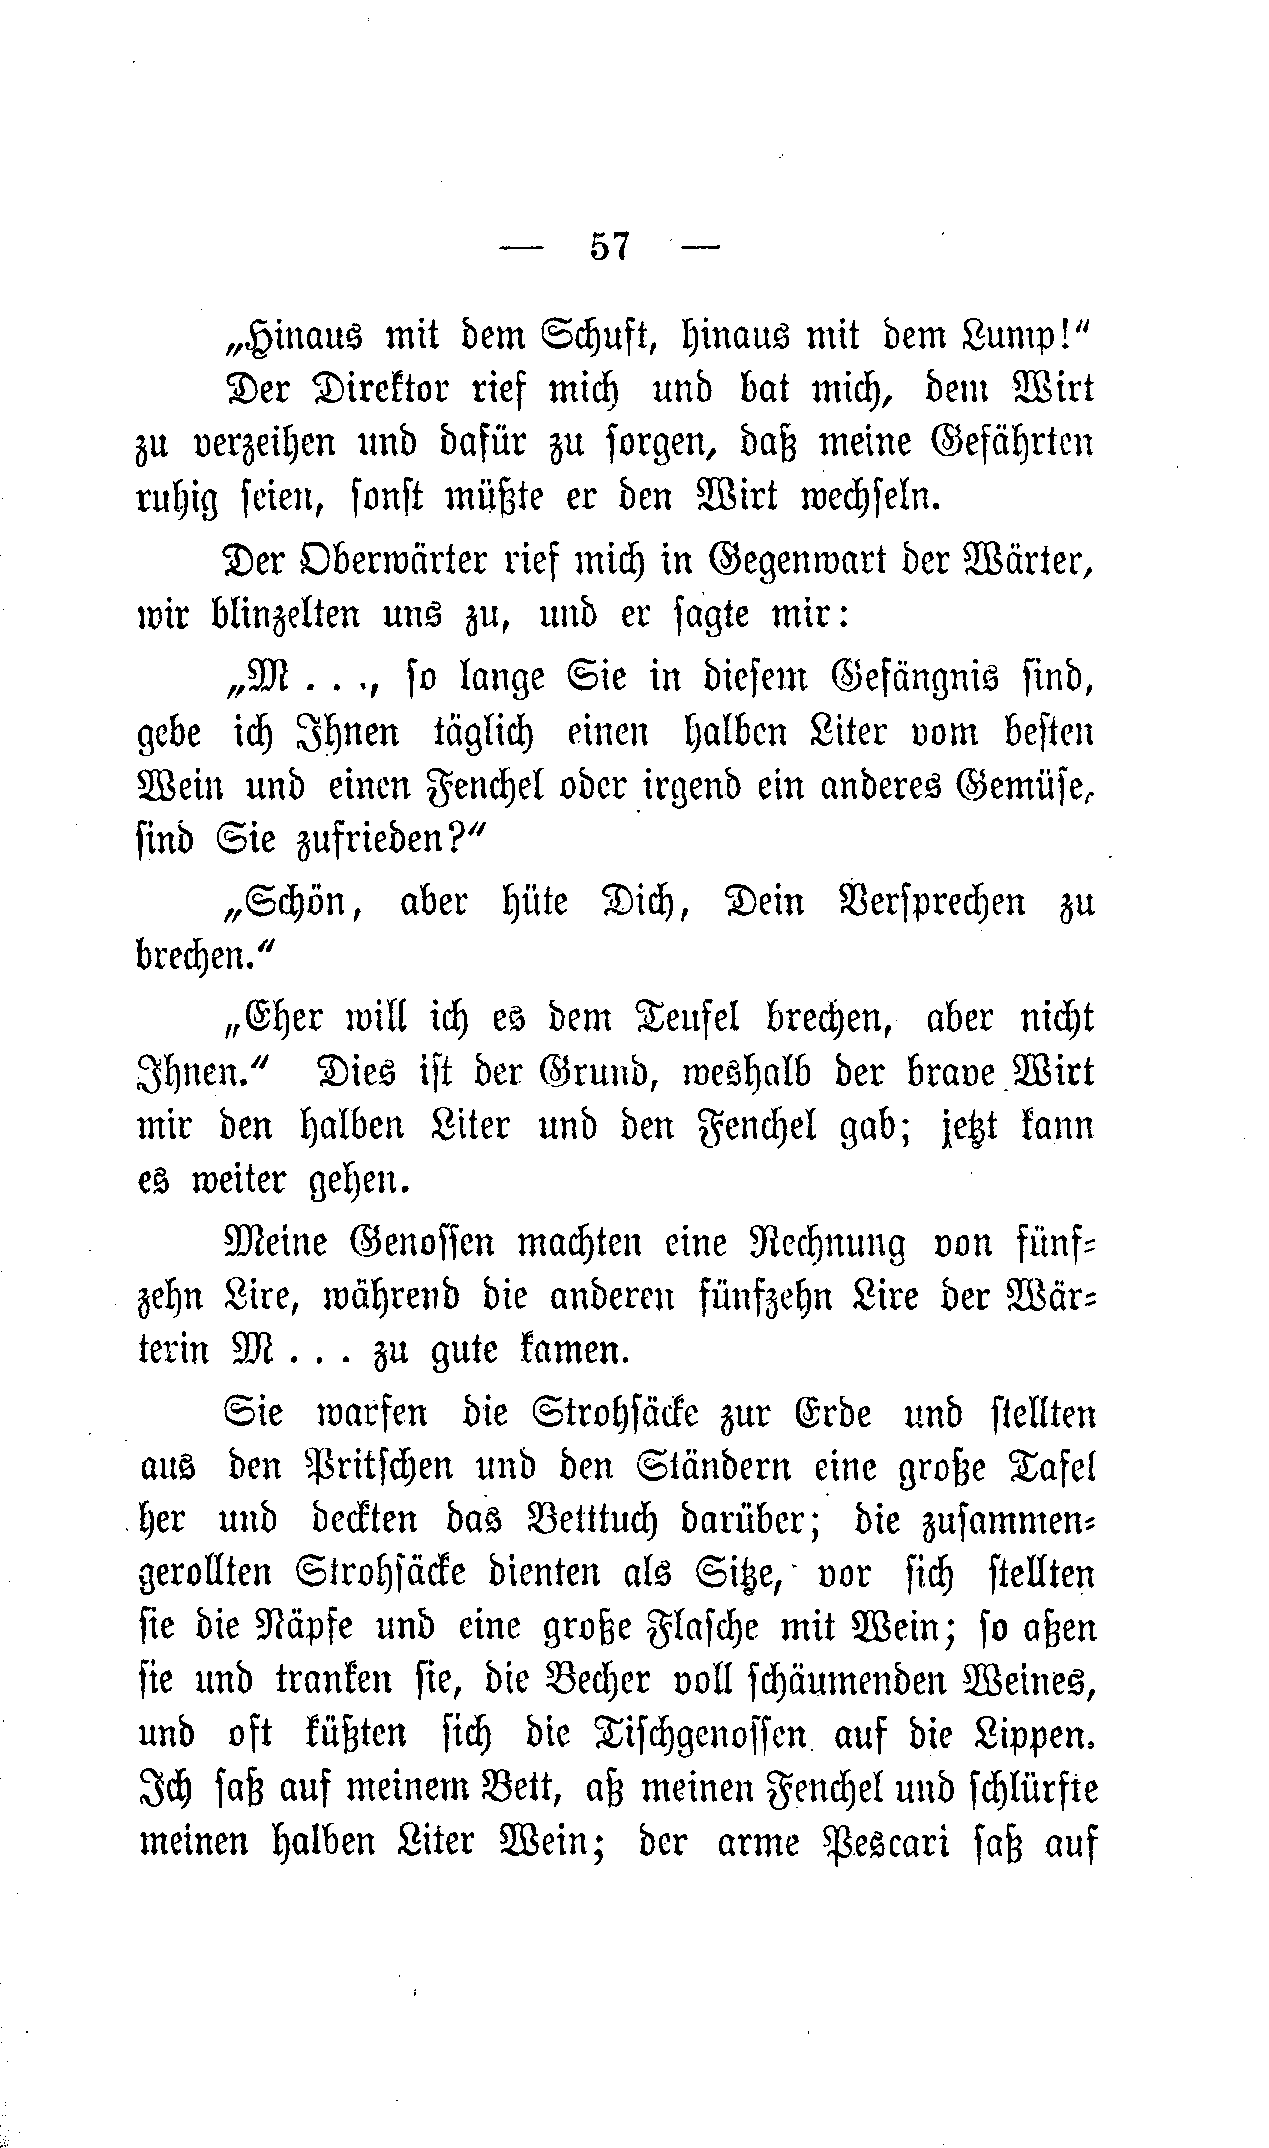 — 57 —
„Hinaus mit dem Schuft, hinaus mit dem Lump!"
Der Direktor rief mich und bat mich, dem Wirt
zu verzeihen und dafür zu sorgen, daß meine Gefährten
ruhig seien, sonst müßte er den Wirt wechseln.
Der Oberwärter rief mich in Gegenwart der Wärter,
wir blinzelten uns zu, und er sagte mir:
„M . . ., so lange Sie in diesem Gefängnis sind,
gebe ich Ihnen täglich einen halben Liter vom besten
Wein und einen Fenchel oder irgend ein anderes Gemüse,
sind Sie zufrieden?"
„Schön, aber hüte Dich, Dein Versprechen zu
brechen."
„Eher will ich es dem Teufel brechen, aber nicht
Ihnen." Dies ist der Grund, weshalb der brave Wirt
mir den halben Liter und den Fenchel gab; jetzt kann
es weiter gehen.
Meine Genossen machten eine Rechnung von fünf-
zehn Lire, während die anderen fünfzehn Lire der Wär-
terin M . . . zu gute kamen.
Sie warfen die Strohsäcke zur Erde und stellten
aus den Pritschen und den Ständern eine große Tafel
her und deckten das Betttuch darüber; die zusammen-
gerollten Strohsäcke dienten als Sitze, vor sich stellten
sie die Näpfe und eine große Flasche mit Wein; so aßen
sie und tranken sie, die Becher voll schäumenden Weines,
und oft küßten sich die Tischgenossen auf die Lippen.
Ich saß auf meinem Bett, aß meinen Fenchel und schlürfte
meinen halben Liter Wein; der arme Pescari saß auf